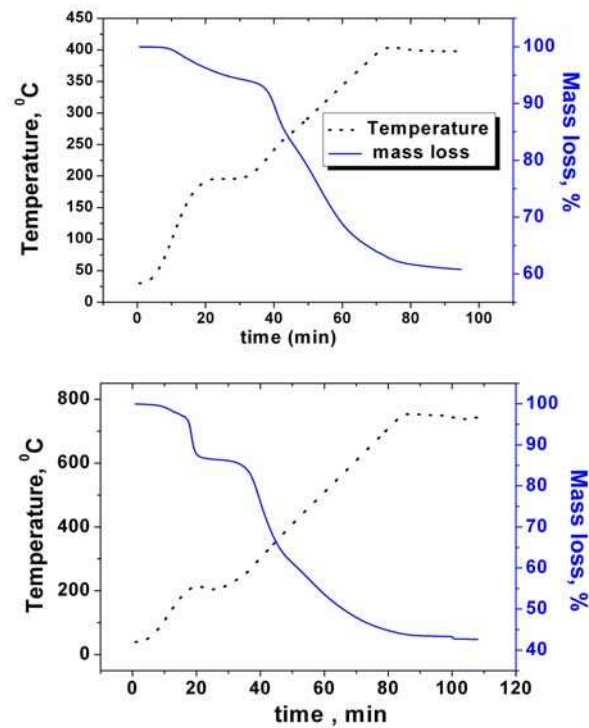 450
400
350
300
250
200
150
100
50
0
Temperature, ⁰C
100
90
80
70
60
Mass loss, %
Temperature
mass loss
0 20 40 60 80 100
time (min)
800
600
400
200
0
Temperature, ⁰C
100
90
80
70
60
50
40
Mass loss, %
0 20 40 60 80 100 120
time , min